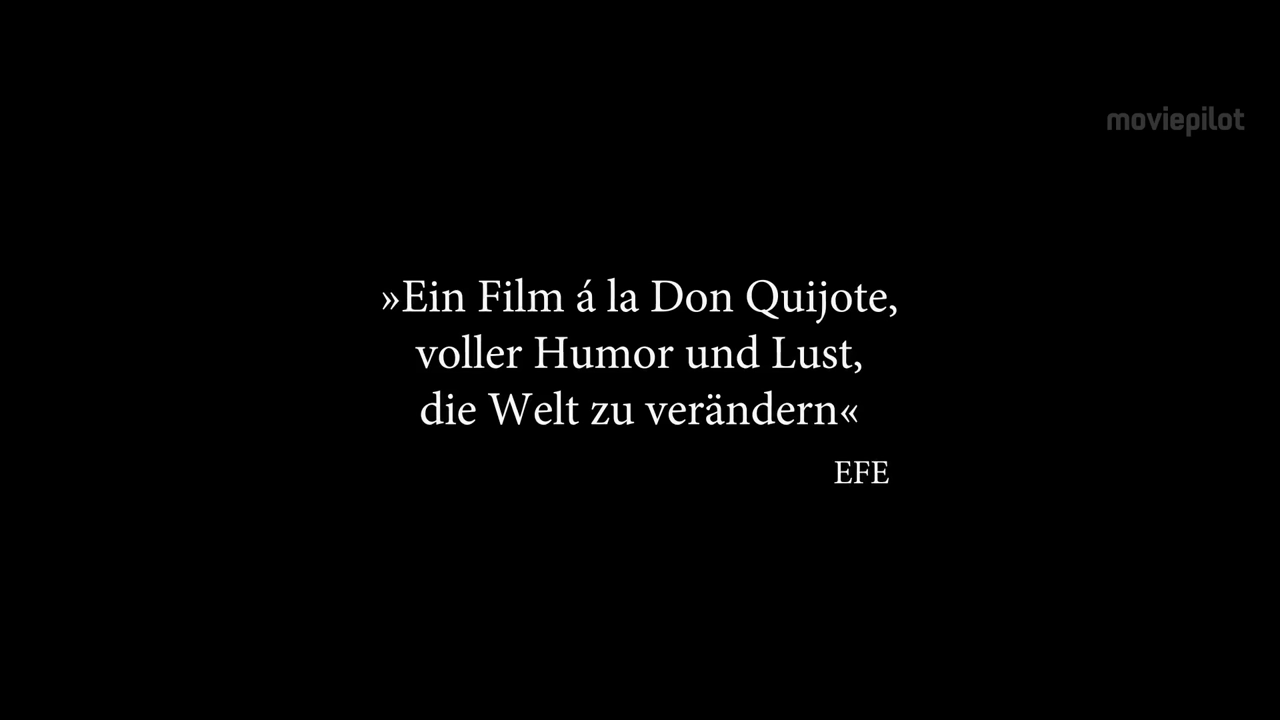 moviepilot
»Ein Film á la Don Quijote,
voller Humor und Lust,
die Welt zu verändern«
EFE